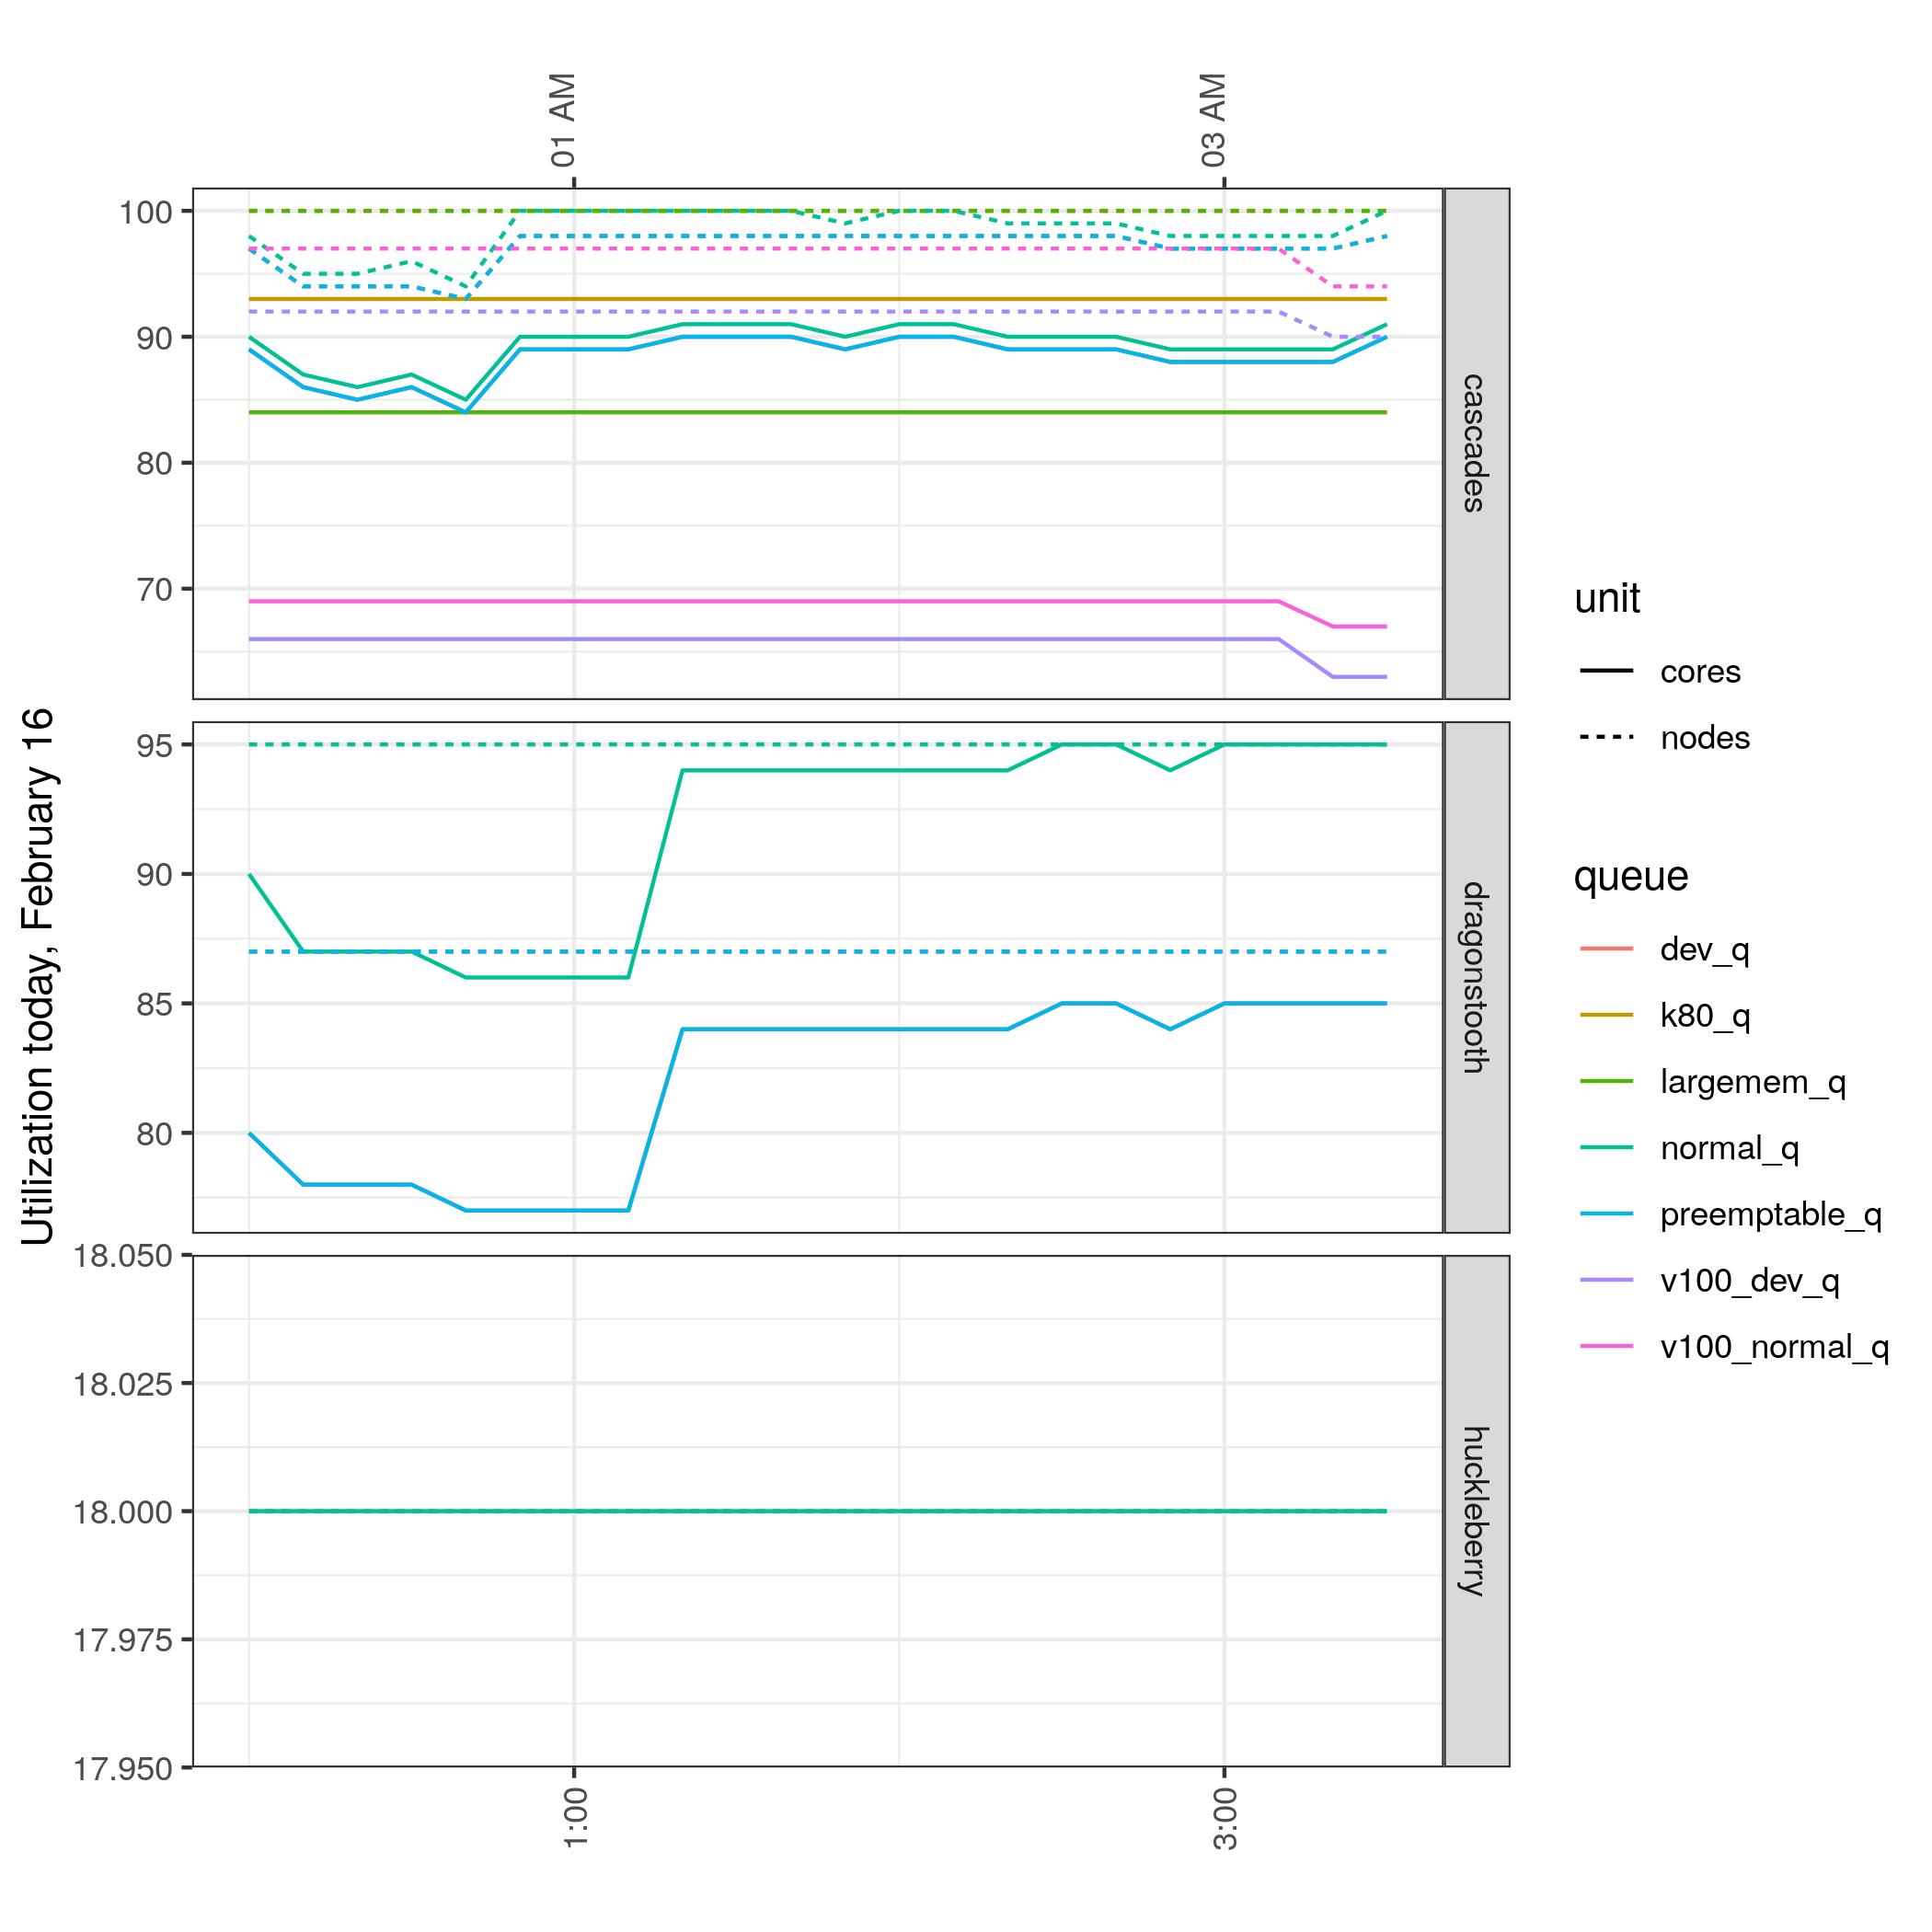 01 AM
03 AM
100
90
80
70
cascades
95
90
85
80
dragonstooth
18.050
18.025
18.000
17.975
17.950
huckleberry
1:00
3:00
Utilization today, February 16
unit
cores
nodes
queue
dev_q
k80_q
largemem_q
normal_q
preemptable_q
v100_dev_q
v100_normal_q